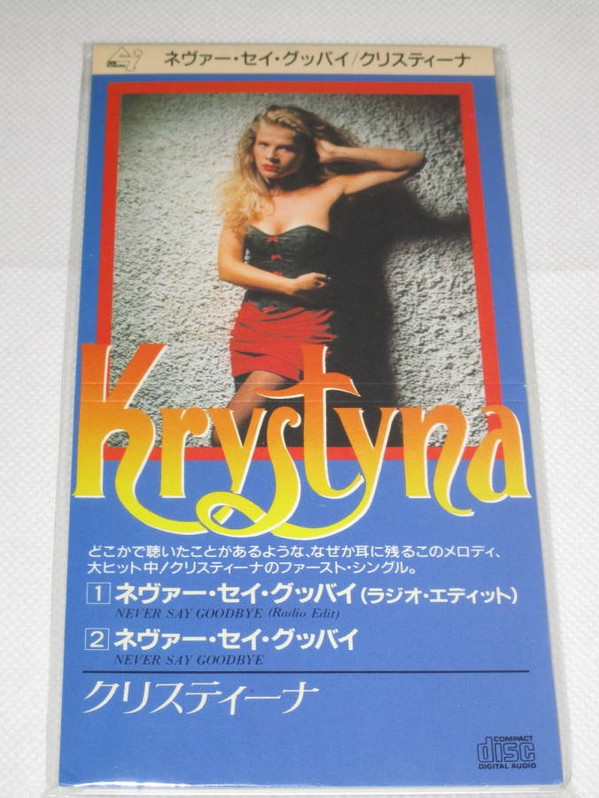 ネヴァー・セイ・グッバイ/クリスティーナ
Krystyna
どこかで聴いたことがあるような、なぜか耳に残るこのメロディ、
大ヒット中!クリスティーナのファースト・シングル。
1 ネヴァー・セイ・グッバイ(ラジオ・エディット)
NEVER SAY GOODBYE (Radio Edit)
2 ネヴァー・セイ・グッバイ
NEVER SAY GOODBYE
クリスティーナ
COMPACT
disc
DIGITAL AUDIO